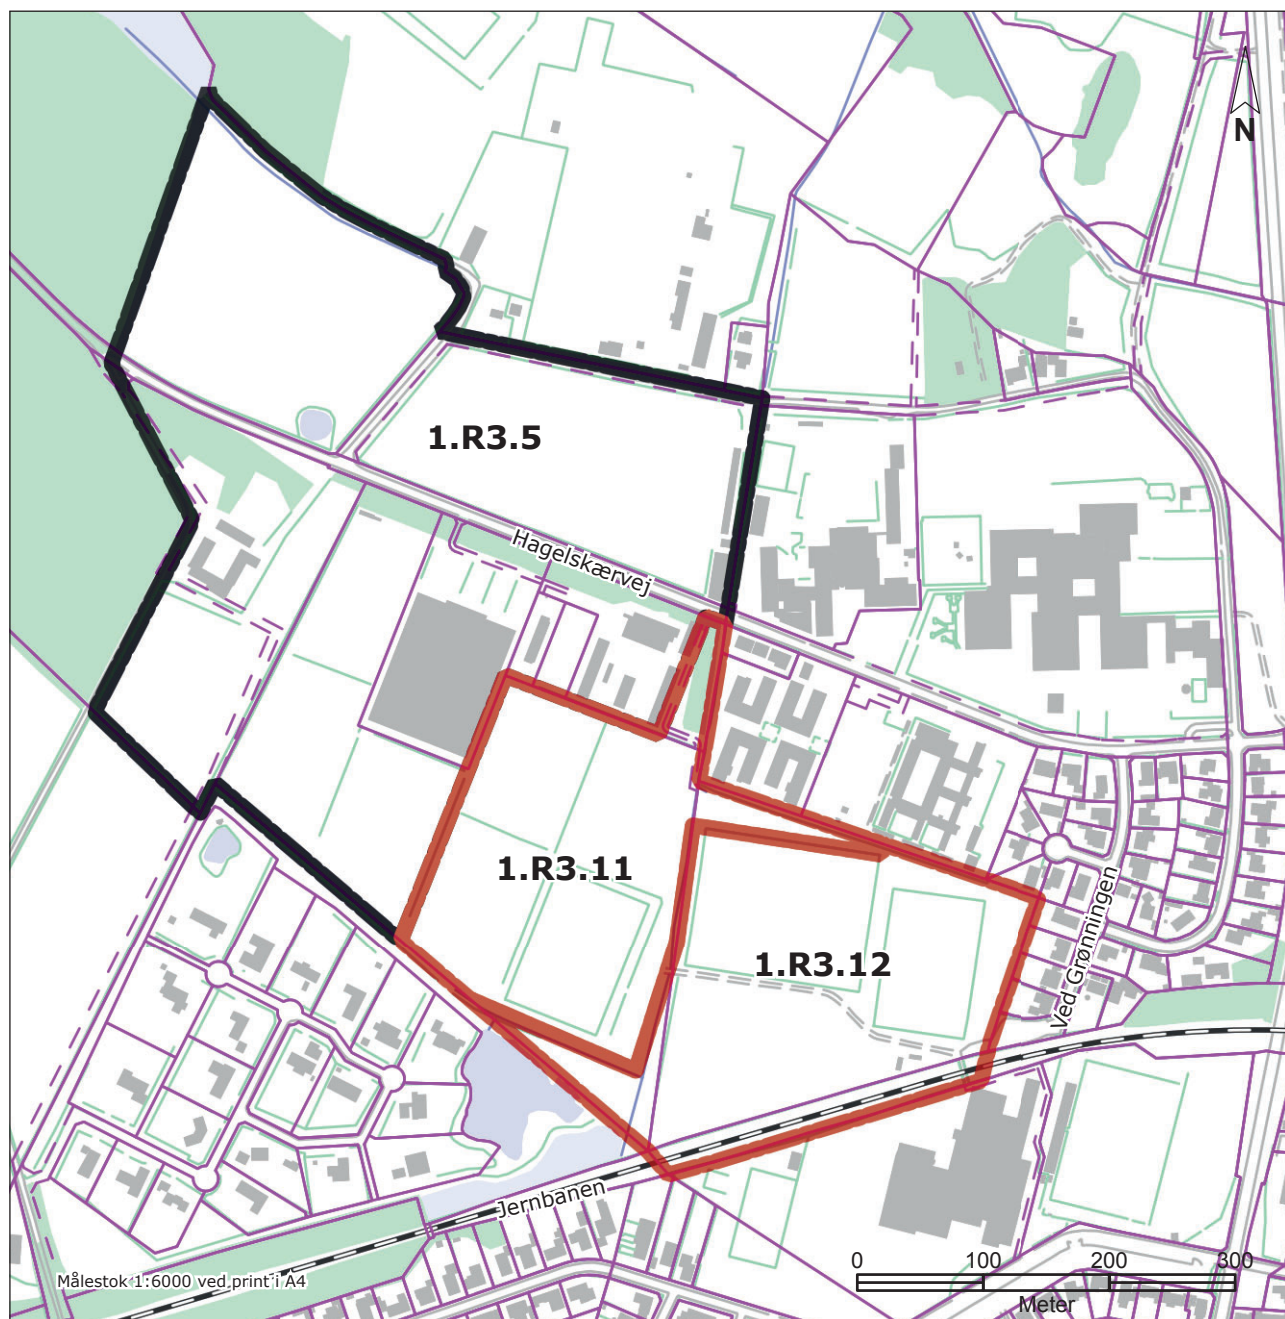 N
1.R3.5
Hagelskærvej
1.R3.11
1.R3.12
Ved Grønningen
Jernbanen
Målestok 1:6000 ved print i A4
0 100 200 300
Meter